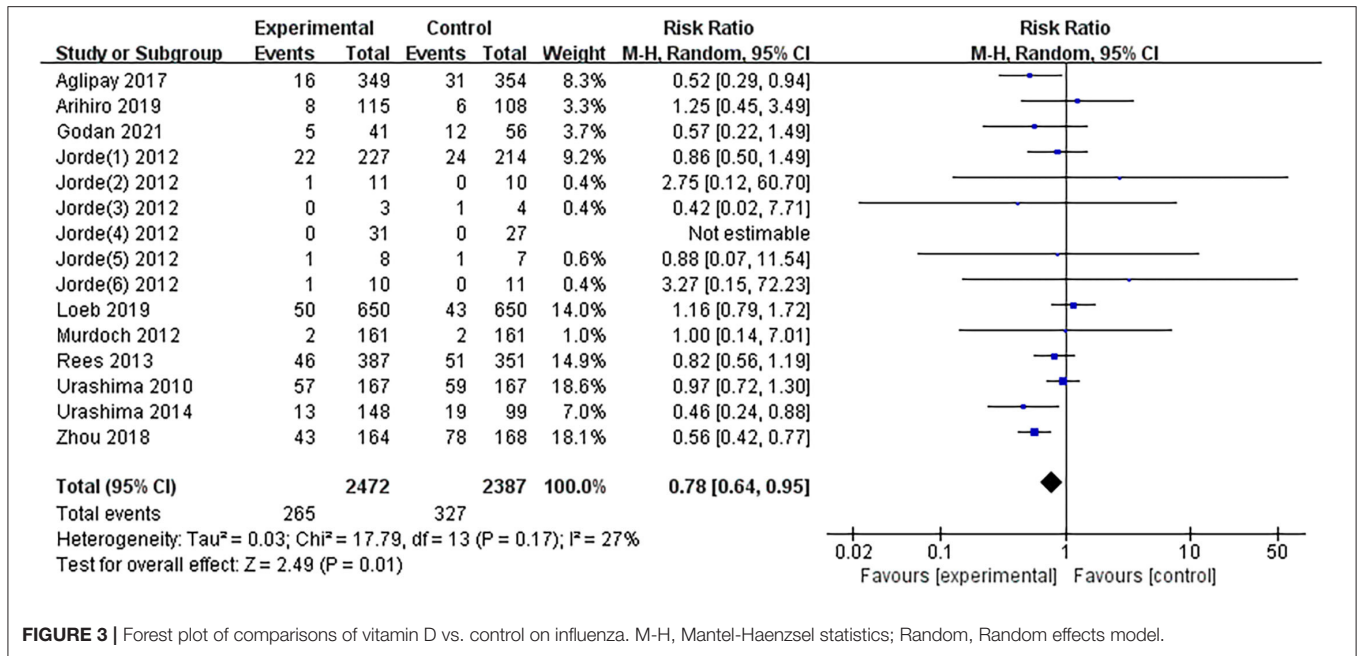 Experimental Control Risk Ratio Risk Ratio
Study or Subgroup Events Total Events Total Weight M-H, Random, 95% CI M-H, Random, 95% CI
Aglipay 2017 16 349 31 354 8.3% 0.52 [0.29, 0.94]
Arihiro 2019 8 115 6 108 3.3% 1.25 [0.45, 3.49]
Godan 2021 5 41 12 56 3.7% 0.57 [0.22, 1.49]
Jorde(1) 2012 22 227 24 214 9.2% 0.86 [0.50, 1.49]
Jorde(2) 2012 1 11 0 10 0.4% 2.75 [0.12, 60.70]
Jorde(3) 2012 0 3 1 4 0.4% 0.42 [0.02, 7.71]
Jorde(4) 2012 0 31 0 27 Not estimable
Jorde(5) 2012 1 8 1 7 0.6% 0.88 [0.07, 11.54]
Jorde(6) 2012 1 10 0 11 0.4% 3.27 [0.15, 72.23]
Loeb 2019 50 650 43 650 14.0% 1.16 [0.79, 1.72]
Murdoch 2012 2 161 2 161 1.0% 1.00 [0.14, 7.01]
Rees 2013 46 387 51 351 14.9% 0.82 [0.56, 1.19]
Urashima 2010 57 167 59 167 18.6% 0.97 [0.72, 1.30]
Urashima 2014 13 148 19 99 7.0% 0.46 [0.24, 0.88]
Zhou 2018 43 164 78 168 18.1% 0.56 [0.42, 0.77]
Total (95% CI) 2472 2387 100.0% 0.78 [0.64, 0.95]
Total events 265 327
Heterogeneity: Tau² = 0.03; Chi² = 17.79, df = 13 (P = 0.17); I² = 27%
Test for overall effect: Z = 2.49 (P = 0.01)
0.02 0.1 1 10 50
Favours [experimental] Favours [control]
FIGURE 3 | Forest plot of comparisons of vitamin D vs. control on influenza. M-H, Mantel-Haenzsel statistics; Random, Random effects model.